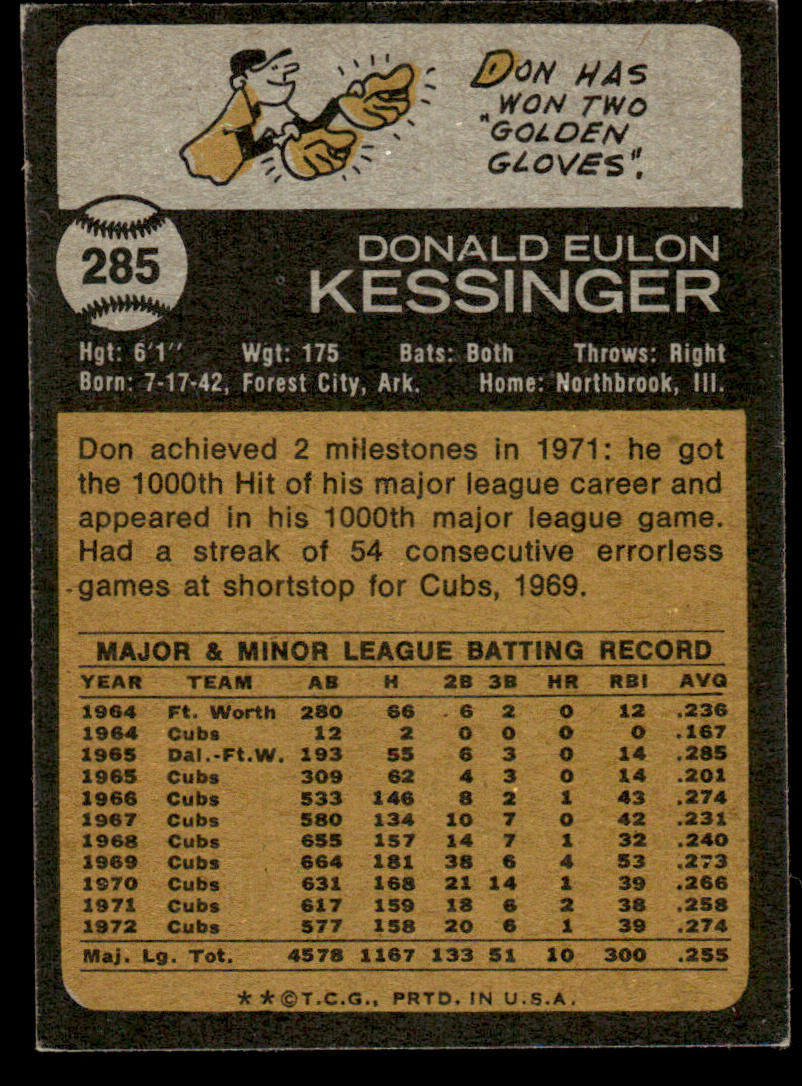 DON HAS
WON TWO
"GOLDEN
GLOVES".
285
DONALD EULON
KESSINGER
Hgt: 6'1'' Wgt: 175 Bats: Both Throws: Right
Born: 7-17-42, Forest City, Ark. Home: Northbrook, Ill.
Don achieved 2 milestones in 1971: he got
the 1000th Hit of his major league career and
appeared in his 1000th major league game.
Had a streak of 54 consecutive errorless
games at shortstop for Cubs, 1969.
MAJOR & MINOR LEAGUE BATTING RECORD
YEAR TEAM AB H 2B 3B HR RBI AVG
1964 Ft. Worth 280 66 6 2 0 12 .236
1964 Cubs 12 2 0 0 0 0 .167
1965 Dal.-Ft.W. 193 55 6 3 0 14 .285
1965 Cubs 309 62 4 3 0 14 .201
1966 Cubs 533 146 8 2 1 43 .274
1967 Cubs 580 134 10 7 0 42 .231
1968 Cubs 655 157 14 7 1 32 .240
1969 Cubs 664 181 38 6 4 53 .273
1970 Cubs 631 168 21 14 1 39 .266
1971 Cubs 617 159 18 6 2 38 .258
1972 Cubs 577 158 20 6 1 39 .274
Maj. Lg. Tot. 4578 1167 133 51 10 300 .255
★★©T.C.G., PRTD. IN U.S.A.